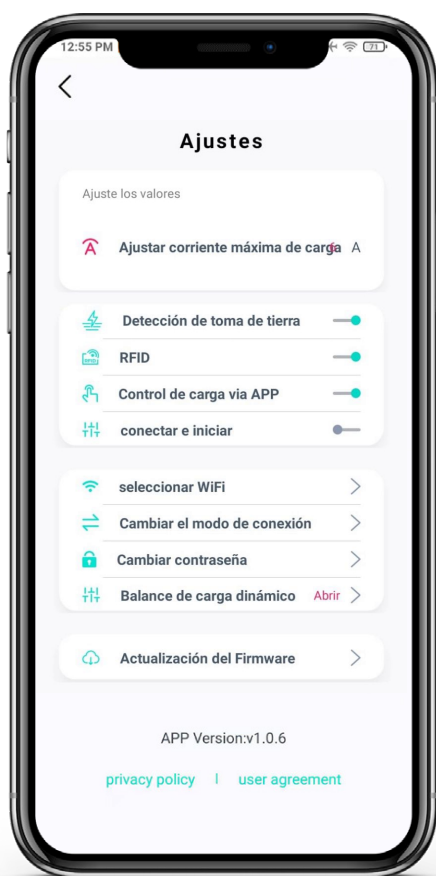 12:55 PM
71
Ajustes
Ajuste los valores
Ajustar corriente máxima de carga A
Detección de toma de tierra
RFID
RFID
Control de carga via APP
conectar e iniciar
seleccionar WiFi
Cambiar el modo de conexión
Cambiar contraseña
Balance de carga dinámico Abrir
Actualización del Firmware
APP Version:v1.0.6
privacy policy | user agreement